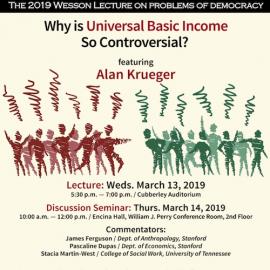 THE 2019 WESSON LECTURE ON PROBLEMS OF DEMOCRACY
Why is Universal Basic Income
So Controversial?
featuring
Alan Krueger
Lecture: Weds. March 13, 2019
5:30 p.m. — 7:00 p.m. / Cubberley Auditorium
Discussion Seminar: Thurs. March 14, 2019
10:00 a.m. — 12:00 p.m. / Encina Hall, William J. Perry Conference Room, 2nd Floor
Commentators:
James Ferguson / Dept. of Anthropology, Stanford
Pascaline Dupas / Dept. of Economics, Stanford
Stacia Martin-West / College of Social Work, University of Tennessee